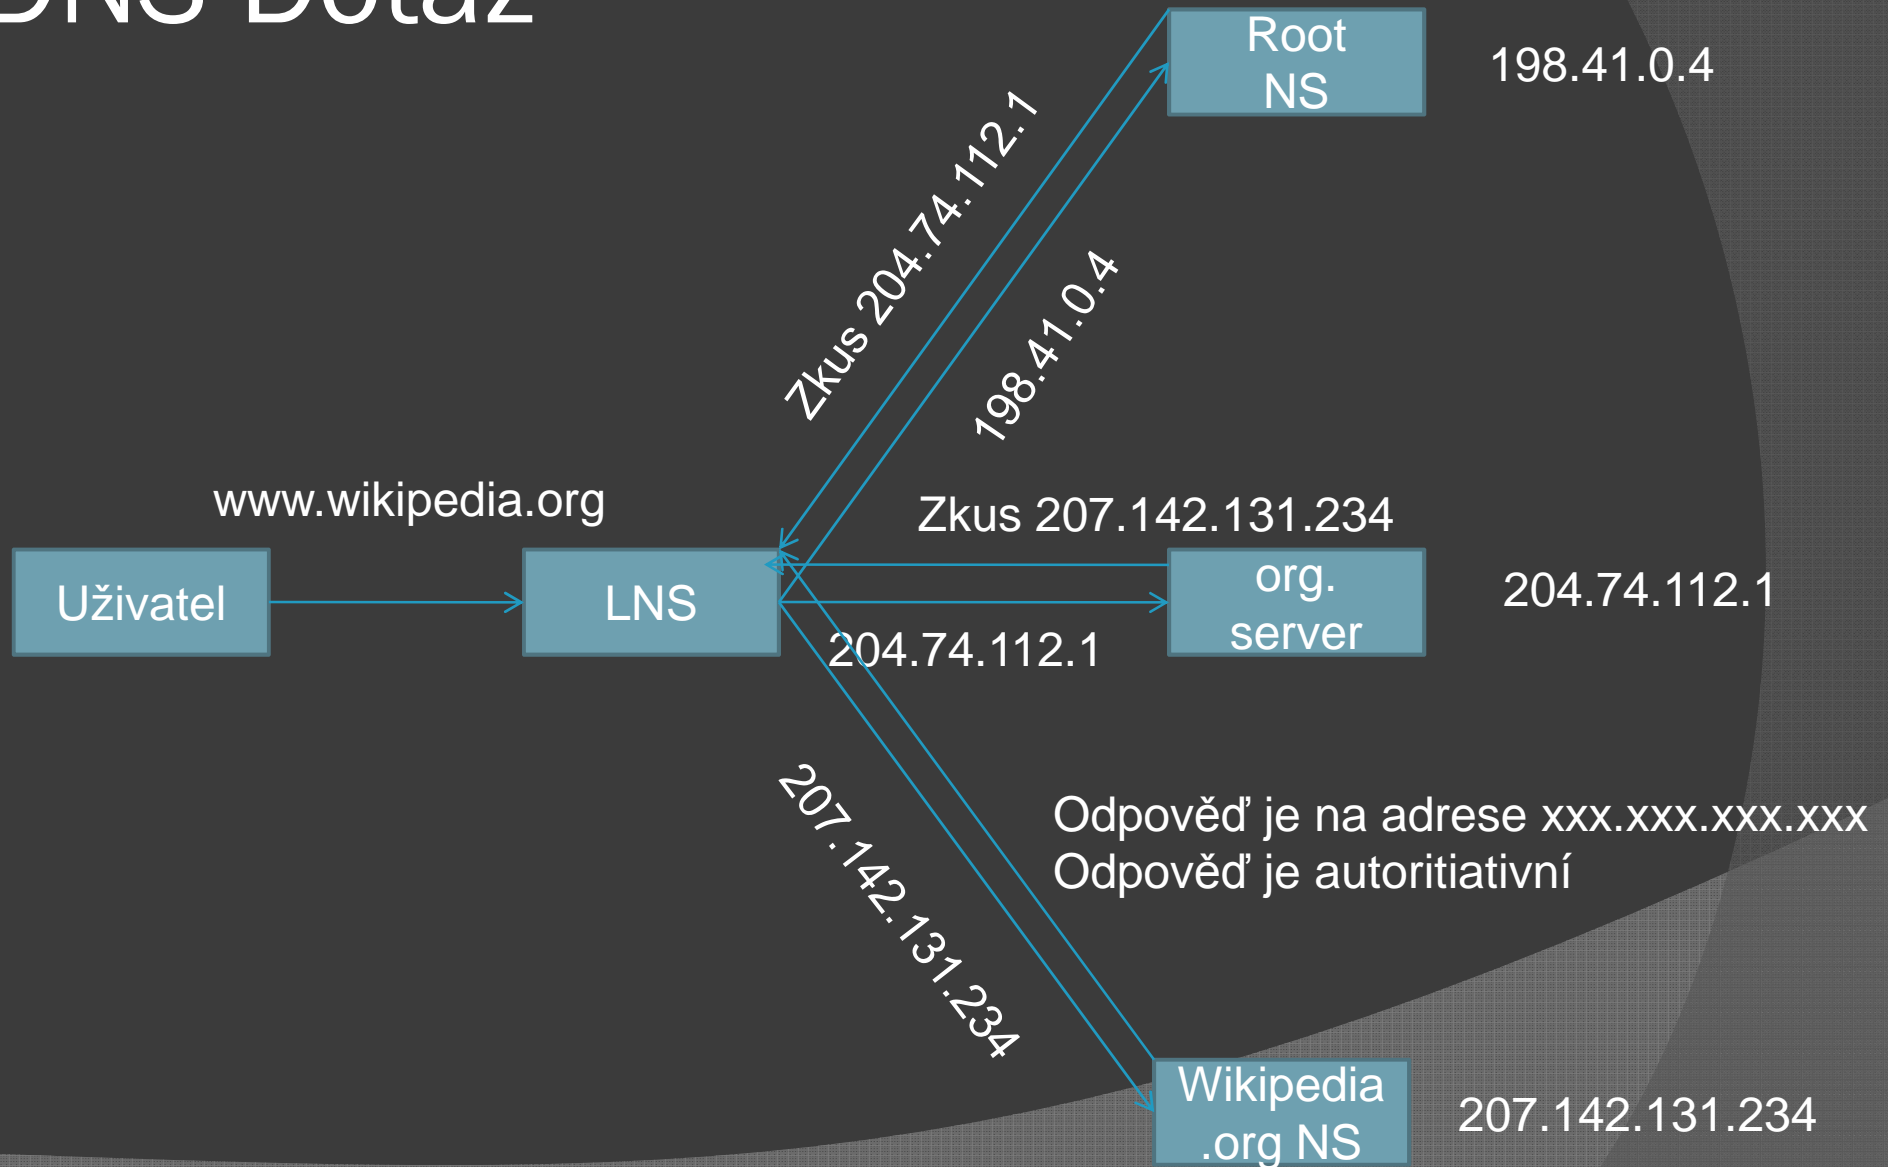 DNS Dotaz
Root
NS
198.41.0.4
Zkus 204.74.112.1
198.41.0.4
www.wikipedia.org
Zkus 207.142.131.234
Uživatel
LNS
org.
server
204.74.112.1
204.74.112.1
207.142.131.234
Odpověď je na adrese xxx.xxx.xxx.xxx
Odpověď je autoritiativní
Wikipedia
.org NS
207.142.131.234